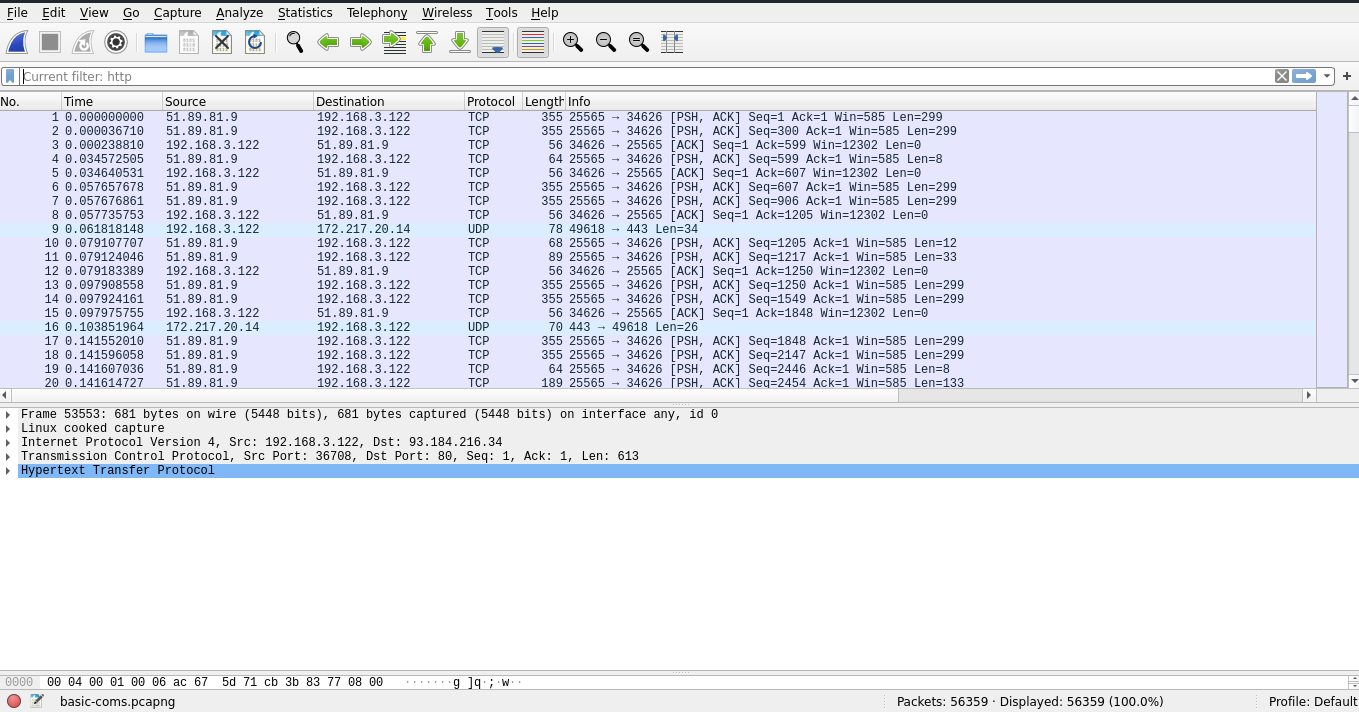 File Edit View Go Capture Analyze Statistics Telephony Wireless Tools Help
Current filter: http
No. Time Source Destination Protocol Length Info
1 0.000000000 51.89.81.9 192.168.3.122 TCP 355 25565 → 34626 [PSH, ACK] Seq=1 Ack=1 Win=585 Len=299
2 0.000036710 51.89.81.9 192.168.3.122 TCP 355 25565 → 34626 [PSH, ACK] Seq=300 Ack=1 Win=585 Len=299
3 0.000238810 192.168.3.122 51.89.81.9 TCP 56 34626 → 25565 [ACK] Seq=1 Ack=599 Win=12302 Len=0
4 0.034572505 51.89.81.9 192.168.3.122 TCP 64 25565 → 34626 [PSH, ACK] Seq=599 Ack=1 Win=585 Len=8
5 0.034640531 192.168.3.122 51.89.81.9 TCP 56 34626 → 25565 [ACK] Seq=1 Ack=607 Win=12302 Len=0
6 0.057657678 51.89.81.9 192.168.3.122 TCP 355 25565 → 34626 [PSH, ACK] Seq=607 Ack=1 Win=585 Len=299
7 0.057676861 51.89.81.9 192.168.3.122 TCP 355 25565 → 34626 [PSH, ACK] Seq=906 Ack=1 Win=585 Len=299
8 0.057735753 192.168.3.122 51.89.81.9 TCP 56 34626 → 25565 [ACK] Seq=1 Ack=1205 Win=12302 Len=0
9 0.061818148 192.168.3.122 172.217.20.14 UDP 78 49618 → 443 Len=34
10 0.079107707 51.89.81.9 192.168.3.122 TCP 68 25565 → 34626 [PSH, ACK] Seq=1205 Ack=1 Win=585 Len=12
11 0.079124046 51.89.81.9 192.168.3.122 TCP 89 25565 → 34626 [PSH, ACK] Seq=1217 Ack=1 Win=585 Len=33
12 0.079183389 192.168.3.122 51.89.81.9 TCP 56 34626 → 25565 [ACK] Seq=1 Ack=1250 Win=12302 Len=0
13 0.097908558 51.89.81.9 192.168.3.122 TCP 355 25565 → 34626 [PSH, ACK] Seq=1250 Ack=1 Win=585 Len=299
14 0.097924161 51.89.81.9 192.168.3.122 TCP 355 25565 → 34626 [PSH, ACK] Seq=1549 Ack=1 Win=585 Len=299
15 0.097975755 192.168.3.122 51.89.81.9 TCP 56 34626 → 25565 [ACK] Seq=1 Ack=1848 Win=12302 Len=0
16 0.103851964 172.217.20.14 192.168.3.122 UDP 70 443 → 49618 Len=26
17 0.141552010 51.89.81.9 192.168.3.122 TCP 355 25565 → 34626 [PSH, ACK] Seq=1848 Ack=1 Win=585 Len=299
18 0.141596058 51.89.81.9 192.168.3.122 TCP 355 25565 → 34626 [PSH, ACK] Seq=2147 Ack=1 Win=585 Len=299
19 0.141607036 51.89.81.9 192.168.3.122 TCP 64 25565 → 34626 [PSH, ACK] Seq=2446 Ack=1 Win=585 Len=8
20 0.141614727 51.89.81.9 192.168.3.122 TCP 189 25565 → 34626 [PSH, ACK] Seq=2454 Ack=1 Win=585 Len=133
Frame 53553: 681 bytes on wire (5448 bits), 681 bytes captured (5448 bits) on interface any, id 0
Linux cooked capture
Internet Protocol Version 4, Src: 192.168.3.122, Dst: 93.184.216.34
Transmission Control Protocol, Src Port: 36708, Dst Port: 80, Seq: 1, Ack: 1, Len: 613
Hypertext Transfer Protocol
0000 00 04 00 01 00 06 ac 67 5d 71 cb 3b 83 77 08 00 ·······g ]q·;·w··
basic-coms.pcapng Packets: 56359 · Displayed: 56359 (100.0%) Profile: Default